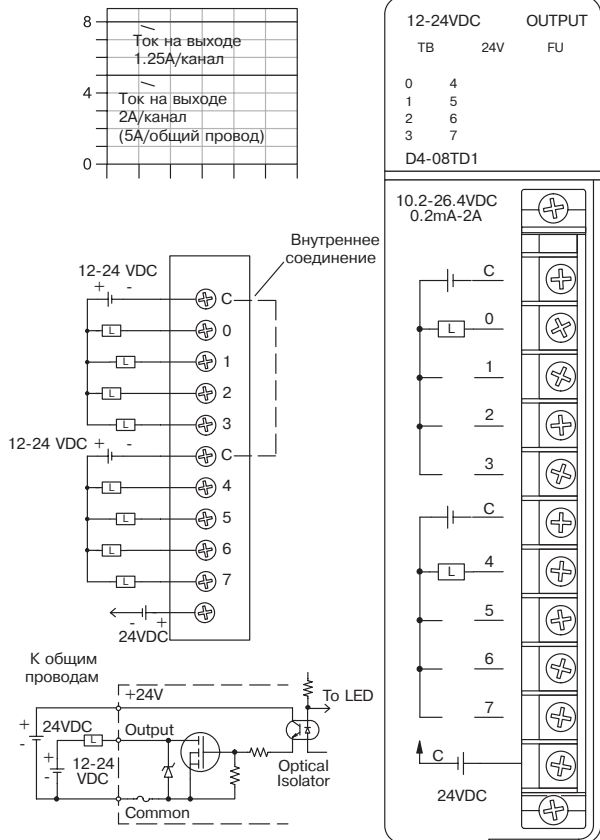 8
Ток на выходе
1.25А/канал
4
Ток на выходе
2А/канал
(5А/общий провод)
0
Внутреннее
соединение
12-24 VDC
+ -
C
L 0
L 1
L 2
L 3
12-24 VDC + -
C
L 4
L 5
L 6
L 7
- +
24VDC
К общим
проводам
+24V
To LED
+ 24VDC
-
L
Output
+ 12-24
- VDC
Optical
Isolator
Common
12-24VDC OUTPUT
TB 24V FU
0 4
1 5
2 6
3 7
D4-08TD1
10.2-26.4VDC
0.2mA-2A
C
L 0
1
2
3
C
L 4
5
6
7
C
24VDC